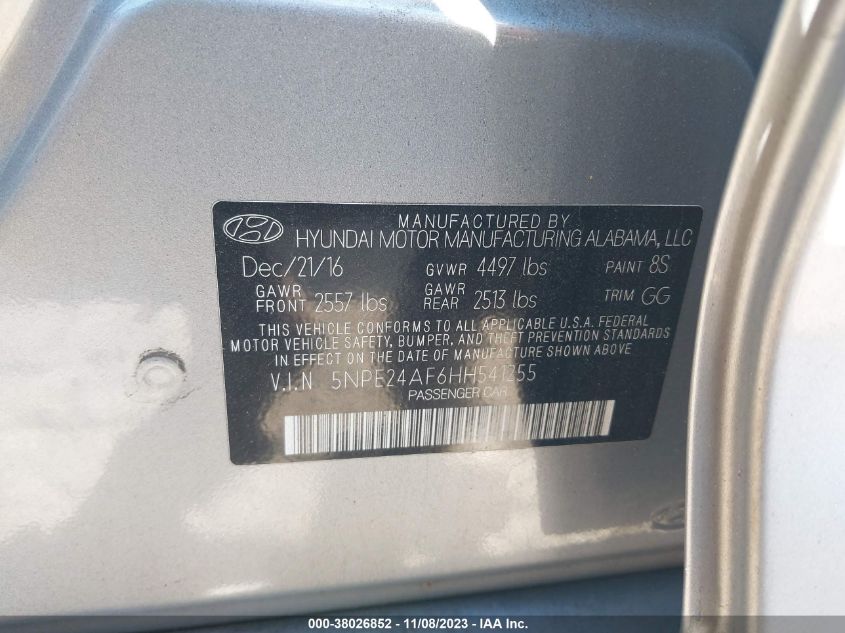 MANUFACTURED BY
HYUNDAI MOTOR MANUFACTURING ALABAMA, LLC
Dec/21/16 GVWR 4497 lbs PAINT 8S
GAWR FRONT 2557 lbs GAWR REAR 2513 lbs TRIM GG
THIS VEHICLE CONFORMS TO ALL APPLICABLE U.S.A. FEDERAL
MOTOR VEHICLE SAFETY, BUMPER, AND THEFT PREVENTION STANDARDS
IN EFFECT ON THE DATE OF MANUFACTURE SHOWN ABOVE
V.I.N 5NPE24AF6HH541255
PASSENGER CAR
000-38026852 - 11/08/2023 - IAAI.com